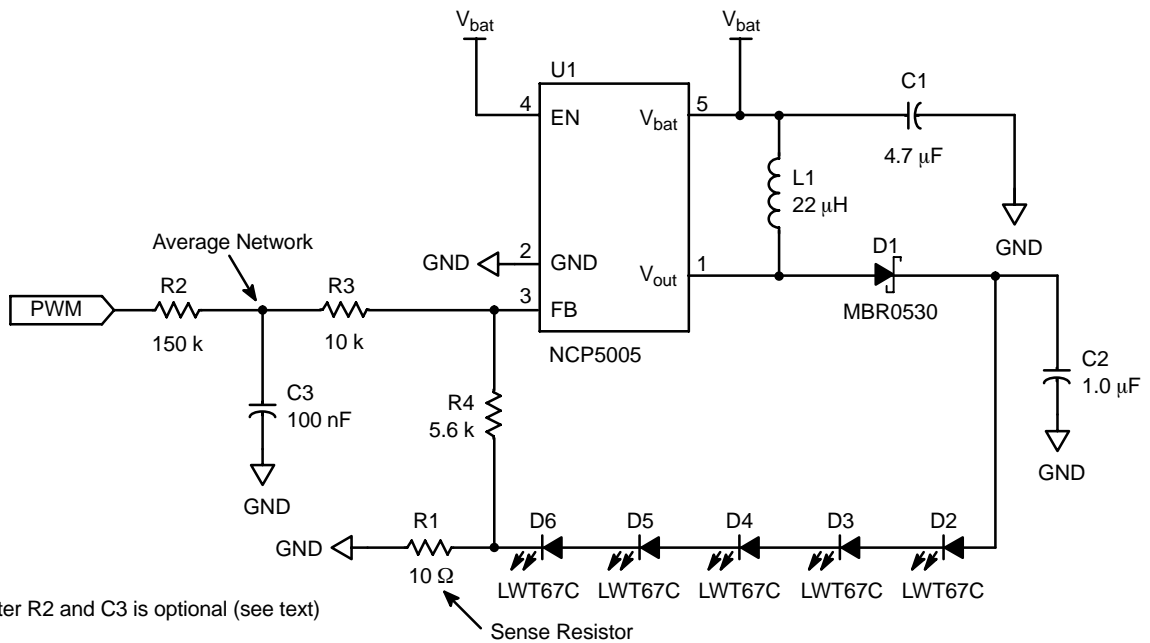 Vbat
Vbat
U1
C1
4
EN
Vbat
5
4.7 μF
L1
22 μH
GND
Average Network
GND
2
GND
Vout
1
D1
MBR0530
PWM
R2
150 k
R3
10 k
3
FB
NCP5005
C2
1.0 μF
GND
C3
100 nF
GND
R4
5.6 k
GND
R1
10 Ω
D6
D5
D4
D3
D2
LWT67C
LWT67C
LWT67C
LWT67C
LWT67C
R2 and C3 is optional (see text)
Sense Resistor